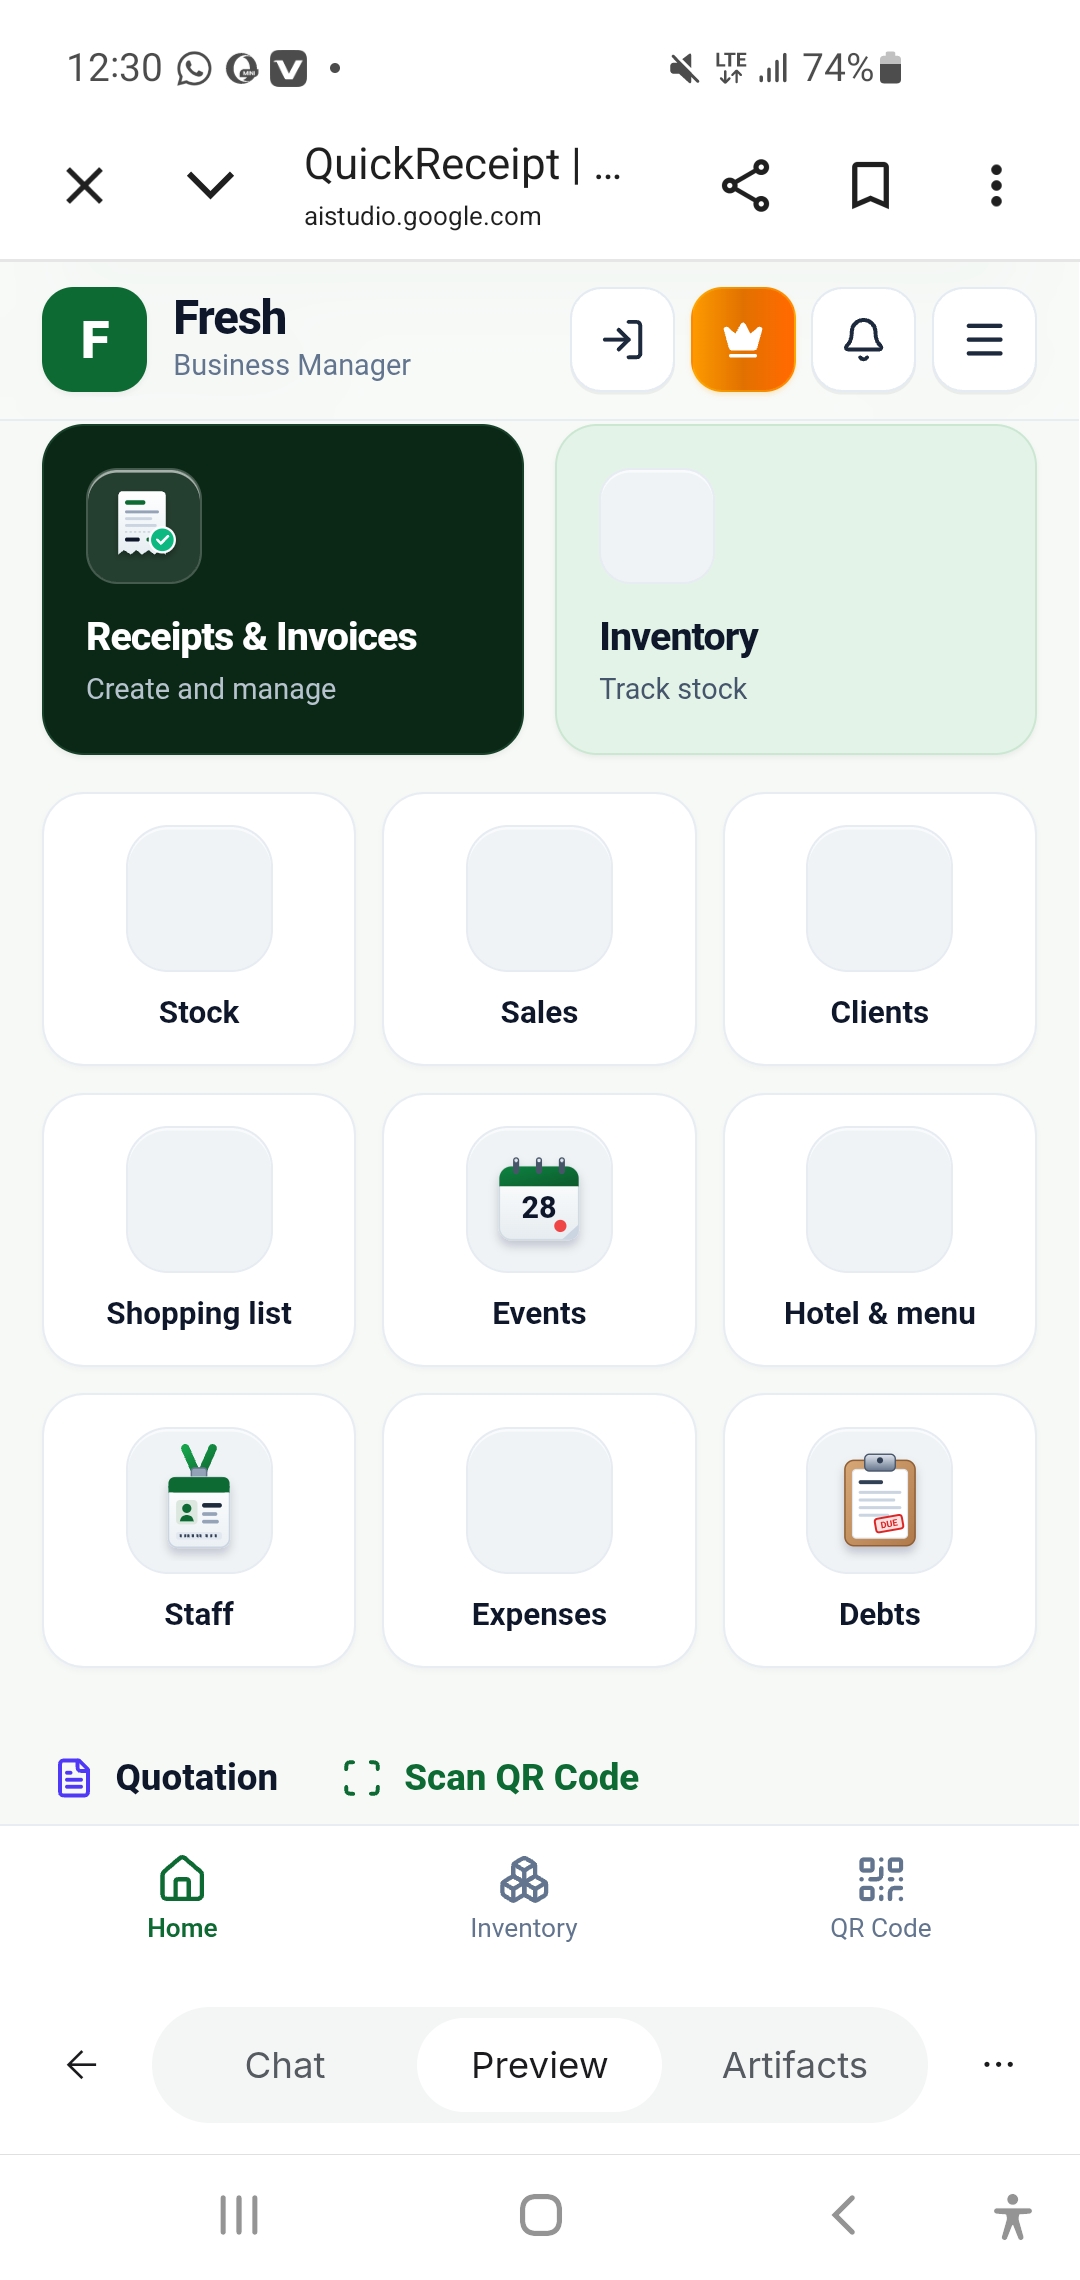 12:30
LTE
74%
QuickReceipt | ...
aistudio.google.com
F
Fresh
Business Manager
Receipts & Invoices
Create and manage
Inventory
Track stock
Stock
Sales
Clients
28
Shopping list
Events
Hotel & menu
DUE
Staff
Expenses
Debts
Quotation
Scan QR Code
Home
Inventory
QR Code
Chat
Preview
Artifacts